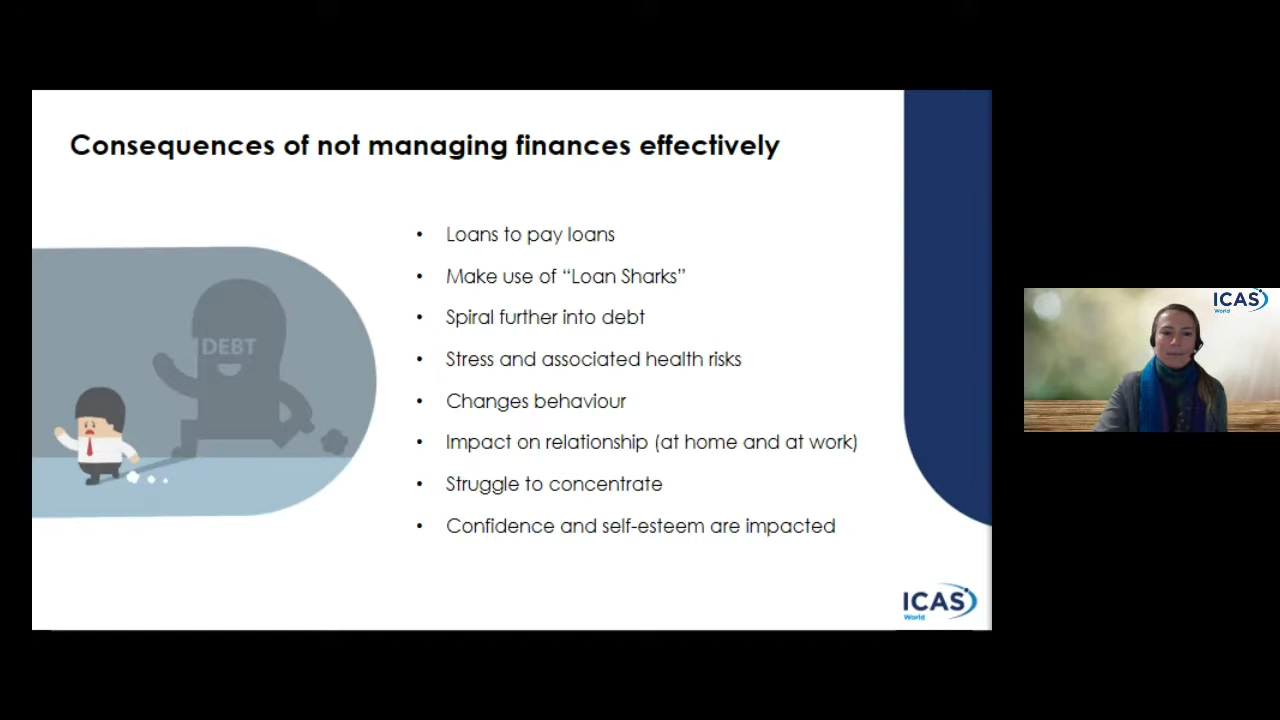 Consequences of not managing finances effectively
• Loans to pay loans
• Make use of “Loan Sharks”
• Spiral further into debt
• Stress and associated health risks
• Changes behaviour
• Impact on relationship (at home and at work)
• Struggle to concentrate
• Confidence and self-esteem are impacted
DEBT
ICAS
World
ICAS
World